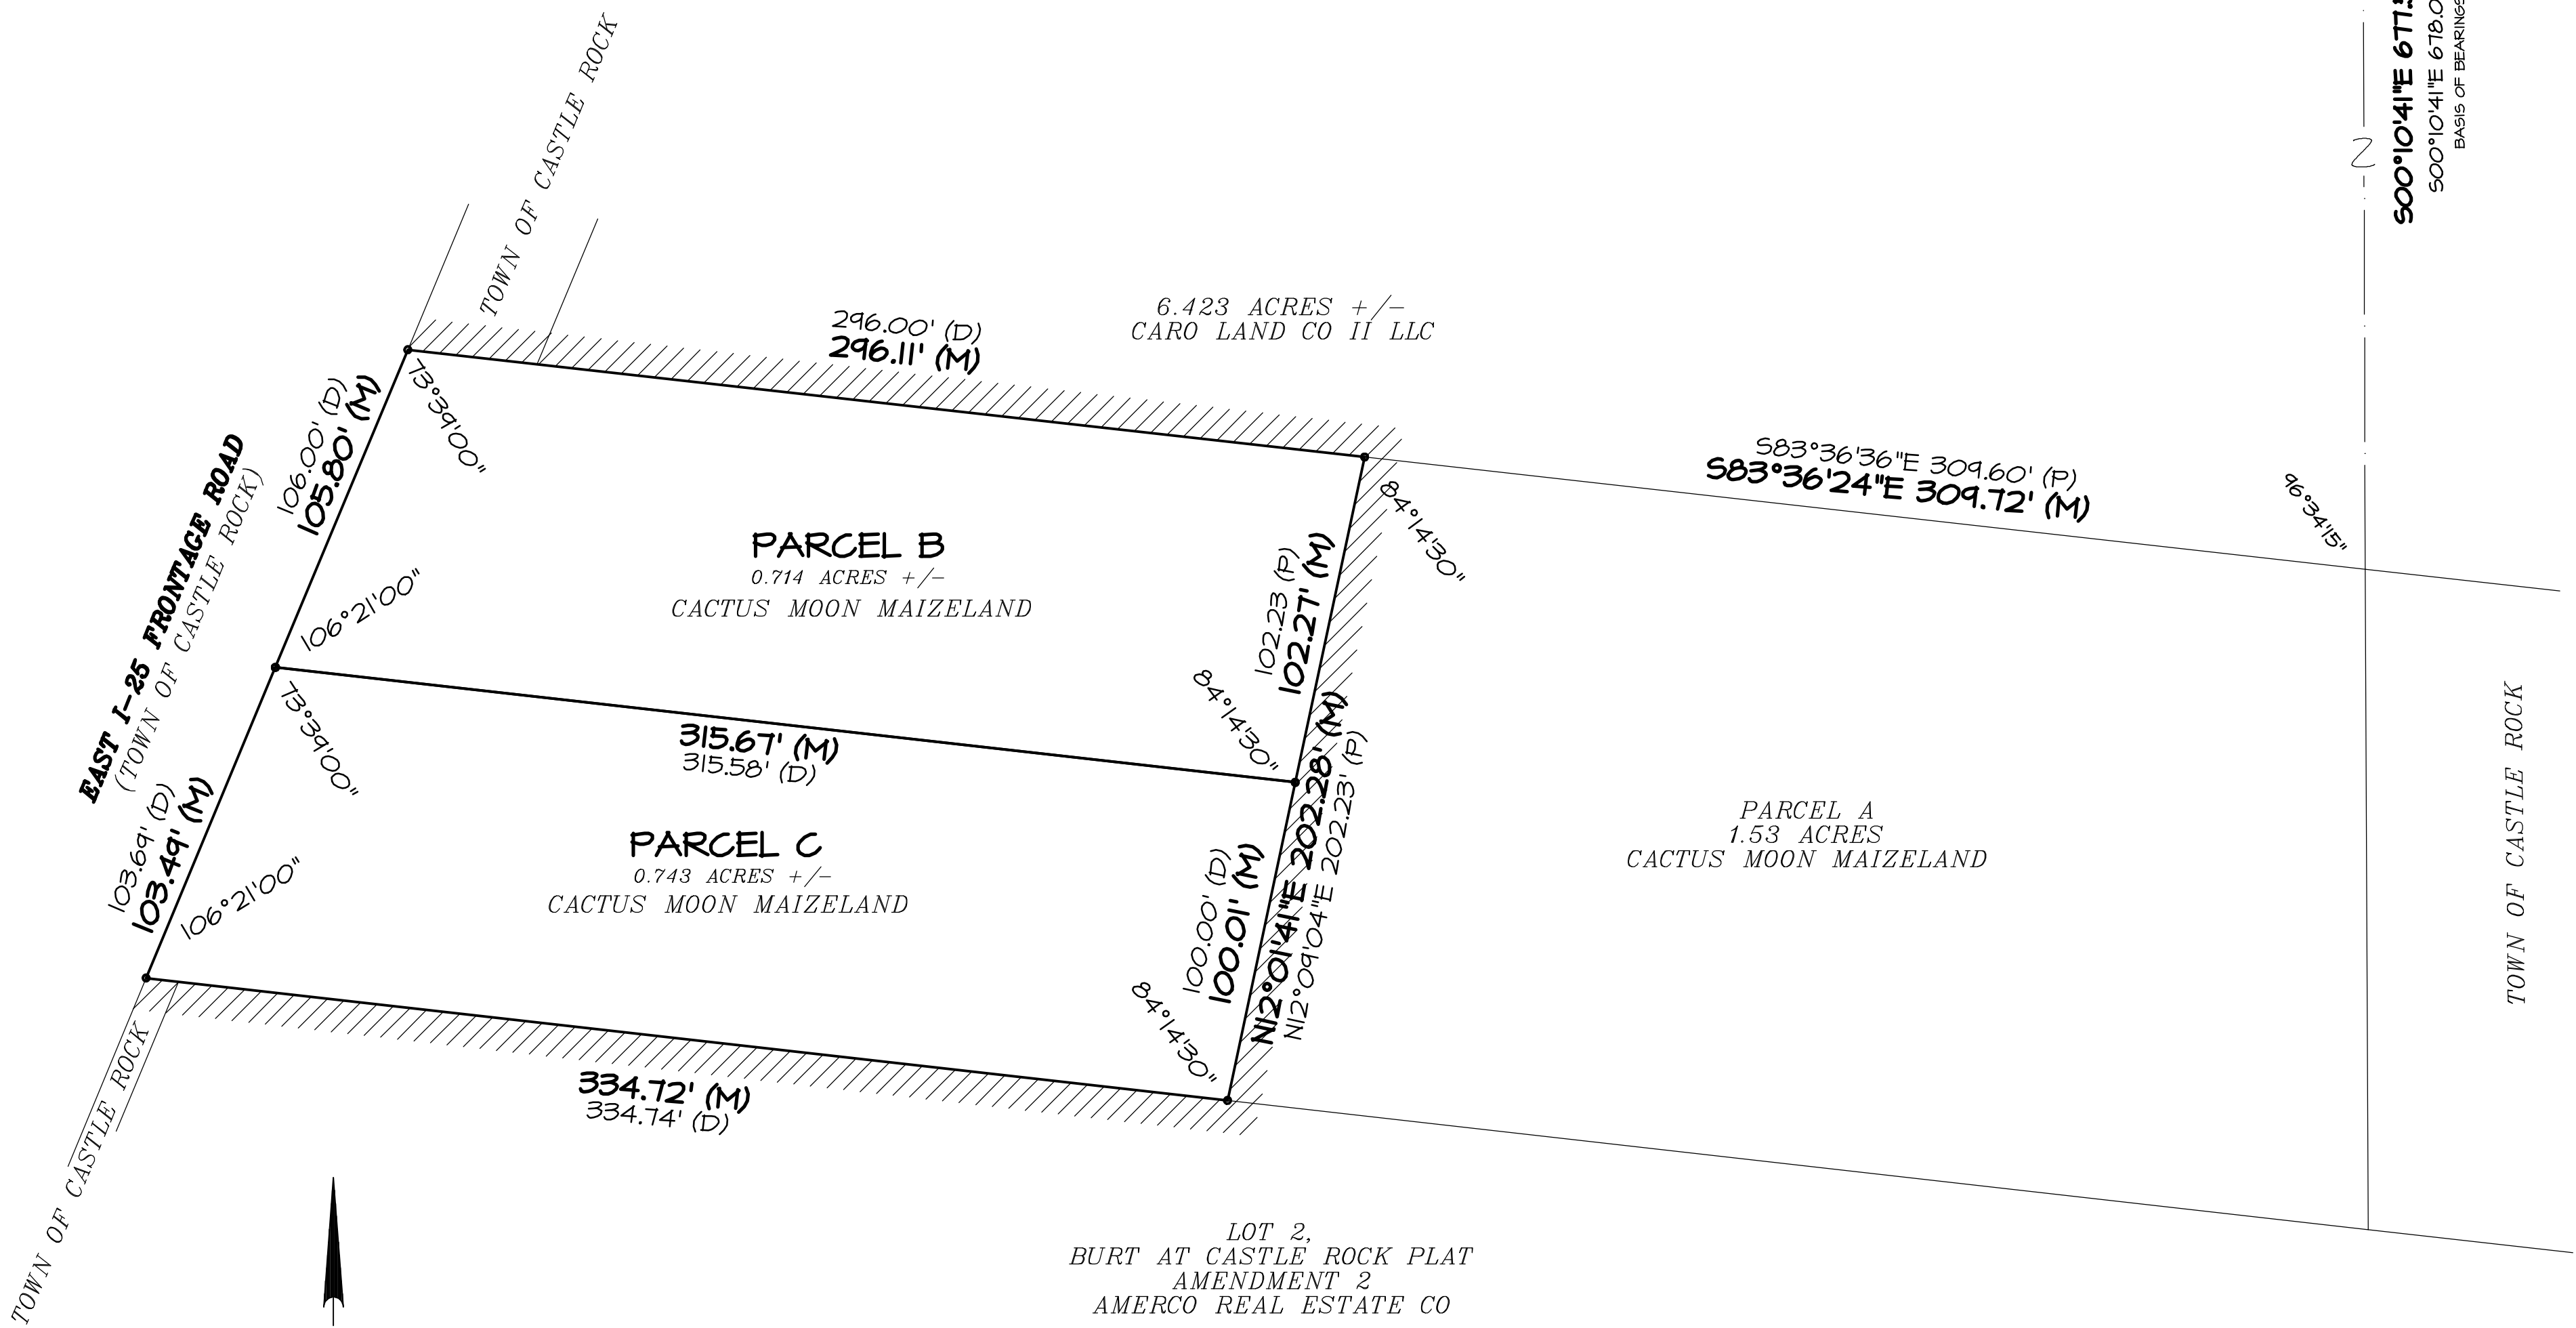 TOWN OF CASTLE ROCK
S00°10'41"E
S00°10'41"E 678.0
BASIS OF BEARINGS
2
6.423 ACRES +/-
CARO LAND CO II LLC
296.00' (D)
296.11' (M)
73°39'00"
106.00' (D)
105.80' (M)
EAST I-25 FRONTAGE ROAD
(TOWN OF CASTLE ROCK)
S83°36'36"E 309.60' (P)
S83°36'24"E 309.72' (M)
96°34'15"
84°14'30"
PARCEL B
0.714 ACRES +/-
CACTUS MOON MAIZELAND
102.23 (P)
102.27' (M)
106°21'00"
84°14'30"
73°39'00"
315.67' (M)
315.58' (D)
N12°01'41"E 202.28' (M)
N12°09'04"E 202.23' (P)
103.69' (D)
103.49' (M)
PARCEL C
0.743 ACRES +/-
CACTUS MOON MAIZELAND
100.00' (D)
100.01' (M)
106°21'00"
84°14'30"
PARCEL A
1.53 ACRES
CACTUS MOON MAIZELAND
TOWN OF CASTLE ROCK
334.72' (M)
334.74' (D)
TOWN OF CASTLE ROCK
LOT 2,
BURT AT CASTLE ROCK PLAT
AMENDMENT 2
AMERCO REAL ESTATE CO